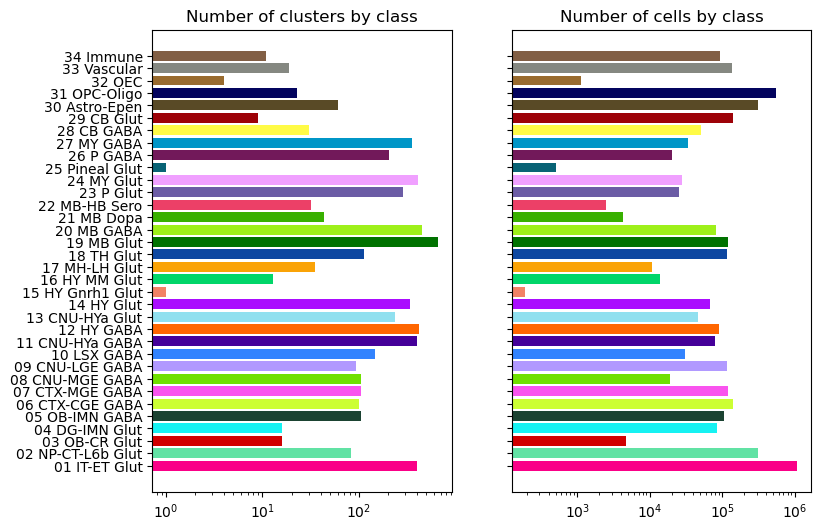 Number of clusters by class
Number of cells by class
34 Immune
33 Vascular
32 OEC
31 OPC-Oligo
30 Astro-Epen
29 CB Glut
28 CB GABA
27 MY GABA
26 P GABA
25 Pineal Glut
24 MY Glut
23 P Glut
22 MB-HB Sero
21 MB Dopa
20 MB GABA
19 MB Glut
18 TH Glut
17 MH-LH Glut
16 HY MM Glut
15 HY Gnrh1 Glut
14 HY Glut
13 CNU-HYa Glut
12 HY GABA
11 CNU-HYa GABA
10 LSX GABA
09 CNU-LGE GABA
08 CNU-MGE GABA
07 CTX-MGE GABA
06 CTX-CGE GABA
05 OB-IMN GABA
04 DG-IMN Glut
03 OB-CR Glut
02 NP-CT-L6b Glut
01 IT-ET Glut
10⁰ 10¹ 10²
10³ 10⁴ 10⁵ 10⁶